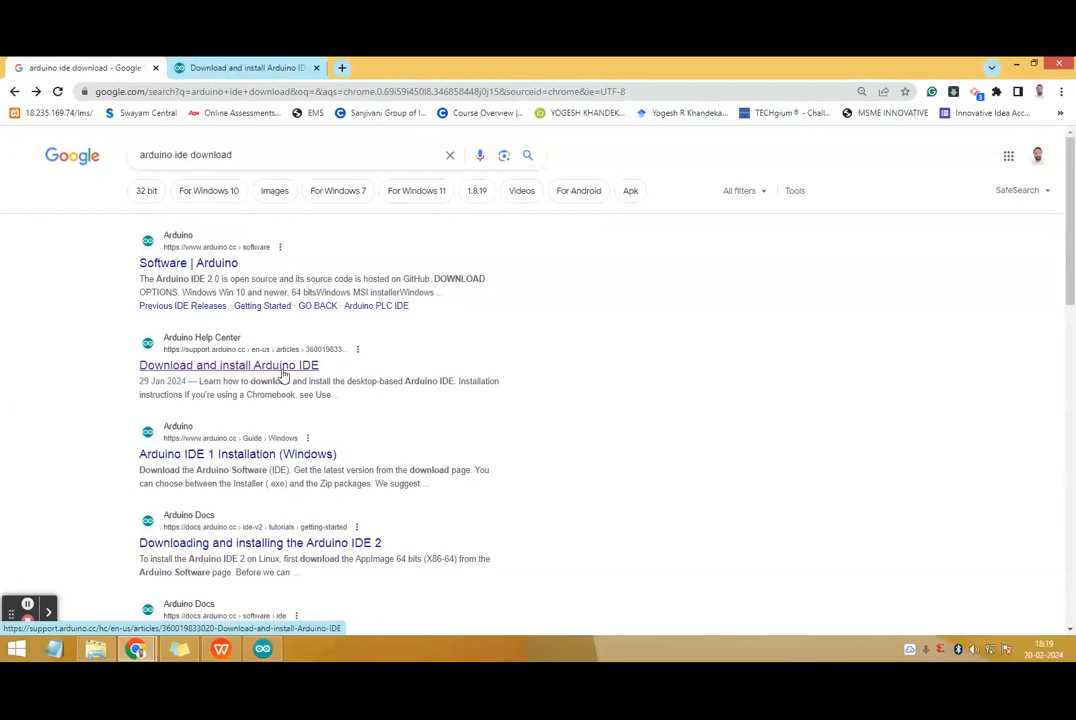 arduino ide download - Google
Download and install Arduino ID
google.com/search?q=arduino+ide+download&oq=&aqs=chrome.0.69i59i450l8.346858448j0j15&sourceid=chrome&ie=UTF-8
18.235.169.74/lms/
Swayam Central
Online Assessments...
EMS
Sanjivani Group of I...
Course Overview |...
YOGESH KHANDEK...
Yogesh R Khandeka...
TECHgium® - Chall...
MSME INNOVATIVE
Innovative Idea Acc...
»
Google
arduino ide download
32 bit
For Windows 10
Images
For Windows 7
For Windows 11
1.8.19
Videos
For Android
Apk
All filters
Tools
SafeSearch
Arduino
https://www.arduino.cc › software
Software | Arduino
The Arduino IDE 2.0 is open source and its source code is hosted on GitHub. DOWNLOAD
OPTIONS. Windows Win 10 and newer, 64 bitsWindows MSI installerWindows ...
Previous IDE Releases · Getting Started · GO BACK · Arduino PLC IDE
Arduino Help Center
https://support.arduino.cc › en-us › articles › 360019833...
Download and install Arduino IDE
29 Jan 2024 — Learn how to download and install the desktop-based Arduino IDE. Installation
instructions If you're using a Chromebook, see Use...
Arduino
https://www.arduino.cc › Guide › Windows
Arduino IDE 1 Installation (Windows)
Download the Arduino Software (IDE). Get the latest version from the download page. You
can choose between the Installer (.exe) and the Zip packages. We suggest ...
Arduino Docs
https://docs.arduino.cc › ide-v2 › tutorials › getting-started
Downloading and installing the Arduino IDE 2
To install the Arduino IDE 2 on Linux, first download the AppImage 64 bits (X86-64) from the
Arduino Software page. Before we can ...
Arduino Docs
https://docs.arduino.cc › software › ide
https://support.arduino.cc/hc/en-us/articles/360019833020-Download-and-install-Arduino-IDE
18:19
20-02-2024